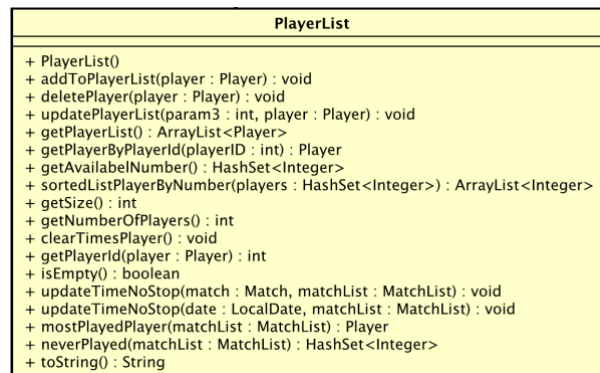 PlayerList
+ PlayerList()
+ addToPlayerList(player : Player) : void
+ deletePlayer(player : Player) : void
+ updatePlayerList(param3 : int, player : Player) : void
+ getPlayerList() : ArrayList<Player>
+ getPlayerByPlayerId(playerID : int) : Player
+ getAvailabelNumber() : HashSet<Integer>
+ sortedListPlayerByNumber(players : HashSet<Integer>) : ArrayList<Integer>
+ getSize() : int
+ getNumberOfPlayers() : int
+ clearTimesPlayer() : void
+ getPlayerId(player : Player) : int
+ isEmpty() : boolean
+ updateTimeNoStop(match : Match, matchList : MatchList) : void
+ updateTimeNoStop(date : LocalDate, matchList : MatchList) : void
+ mostPlayedPlayer(matchList : MatchList) : Player
+ neverPlayed(matchList : MatchList) : HashSet<Integer>
+ toString() : String